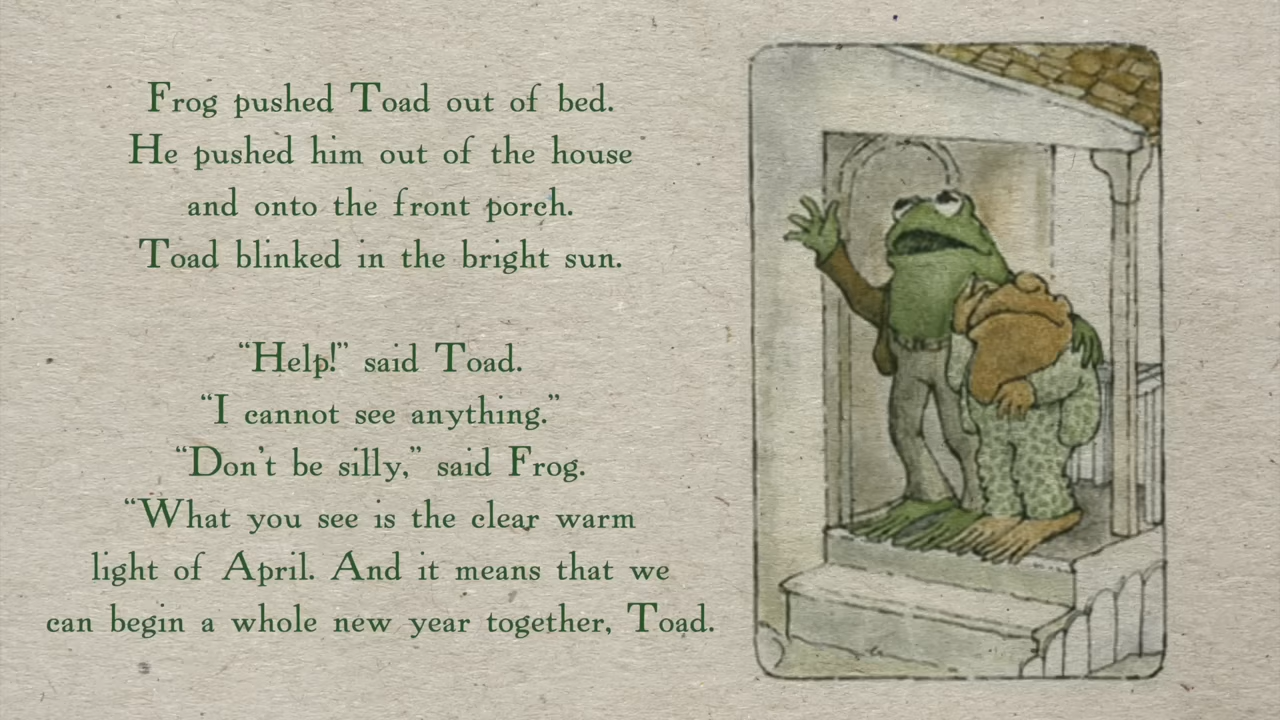 Frog pushed Toad out of bed.
He pushed him out of the house
and onto the front porch.
Toad blinked in the bright sun.
“Help!” said Toad.
“I cannot see anything.”
“Don’t be silly,” said Frog.
“What you see is the clear warm
light of April. And it means that we
can begin a whole new year together, Toad.